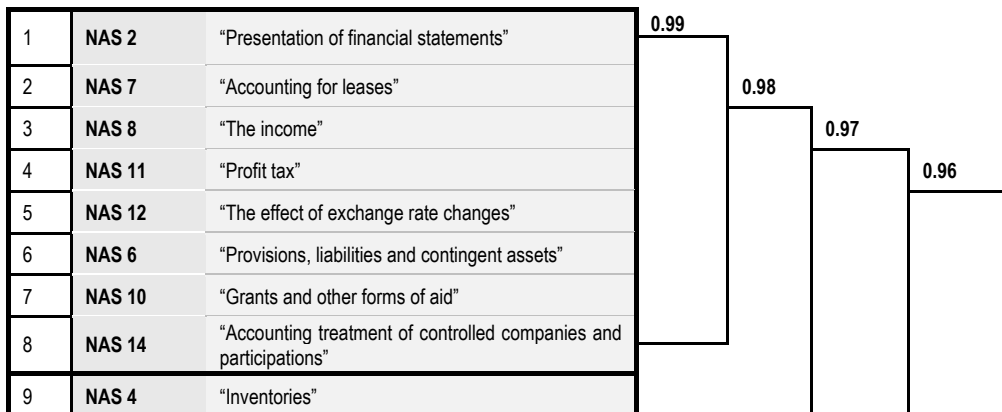 1 NAS 2 “Presentation of financial statements” 0.99
2 NAS 7 “Accounting for leases” 0.98
3 NAS 8 “The income” 0.97
4 NAS 11 “Profit tax” 0.96
5 NAS 12 “The effect of exchange rate changes”
6 NAS 6 “Provisions, liabilities and contingent assets”
7 NAS 10 “Grants and other forms of aid”
8 NAS 14 “Accounting treatment of controlled companies and
participations”
9 NAS 4 “Inventories”